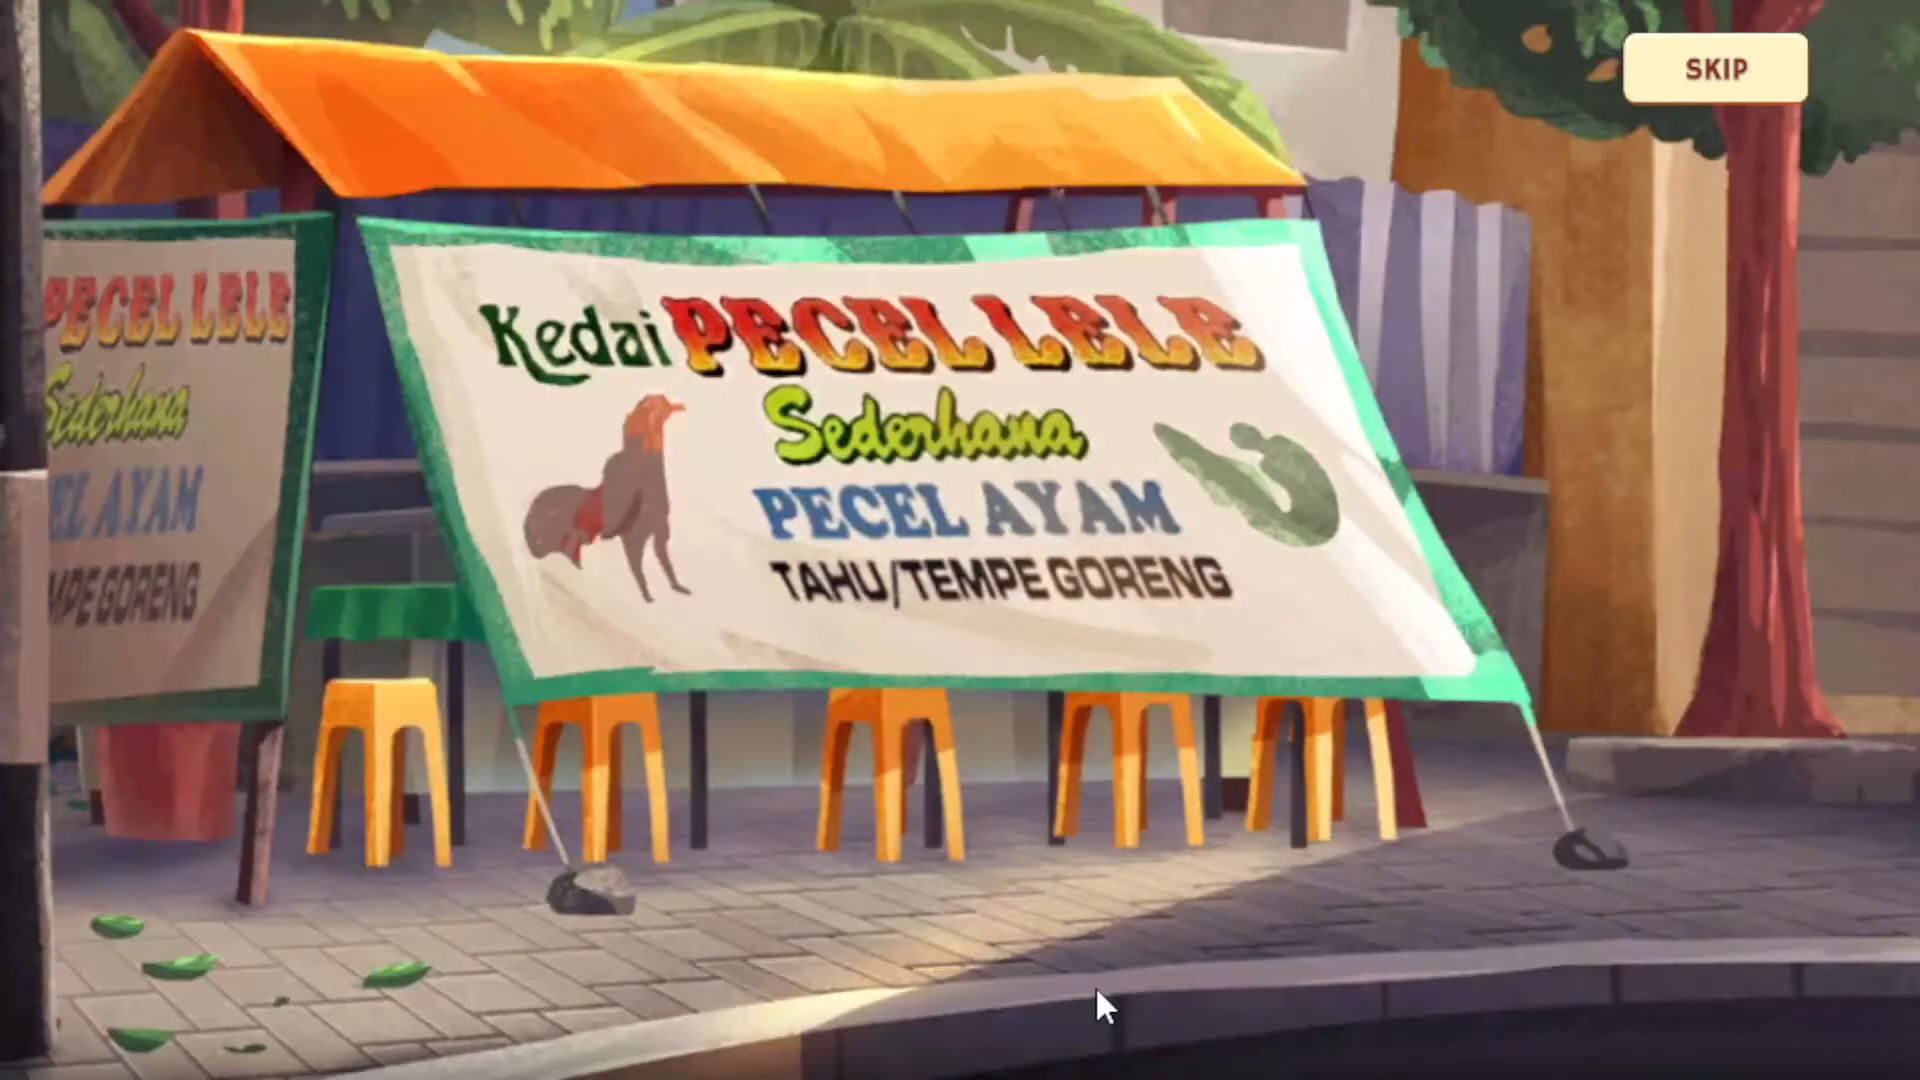 SKIP
PECEL LELE
Sederhana
EL AYAM
MPE GORENG
Kedai PECEL LELE
Sederhana
PECEL AYAM
TAHU/TEMPE GORENG